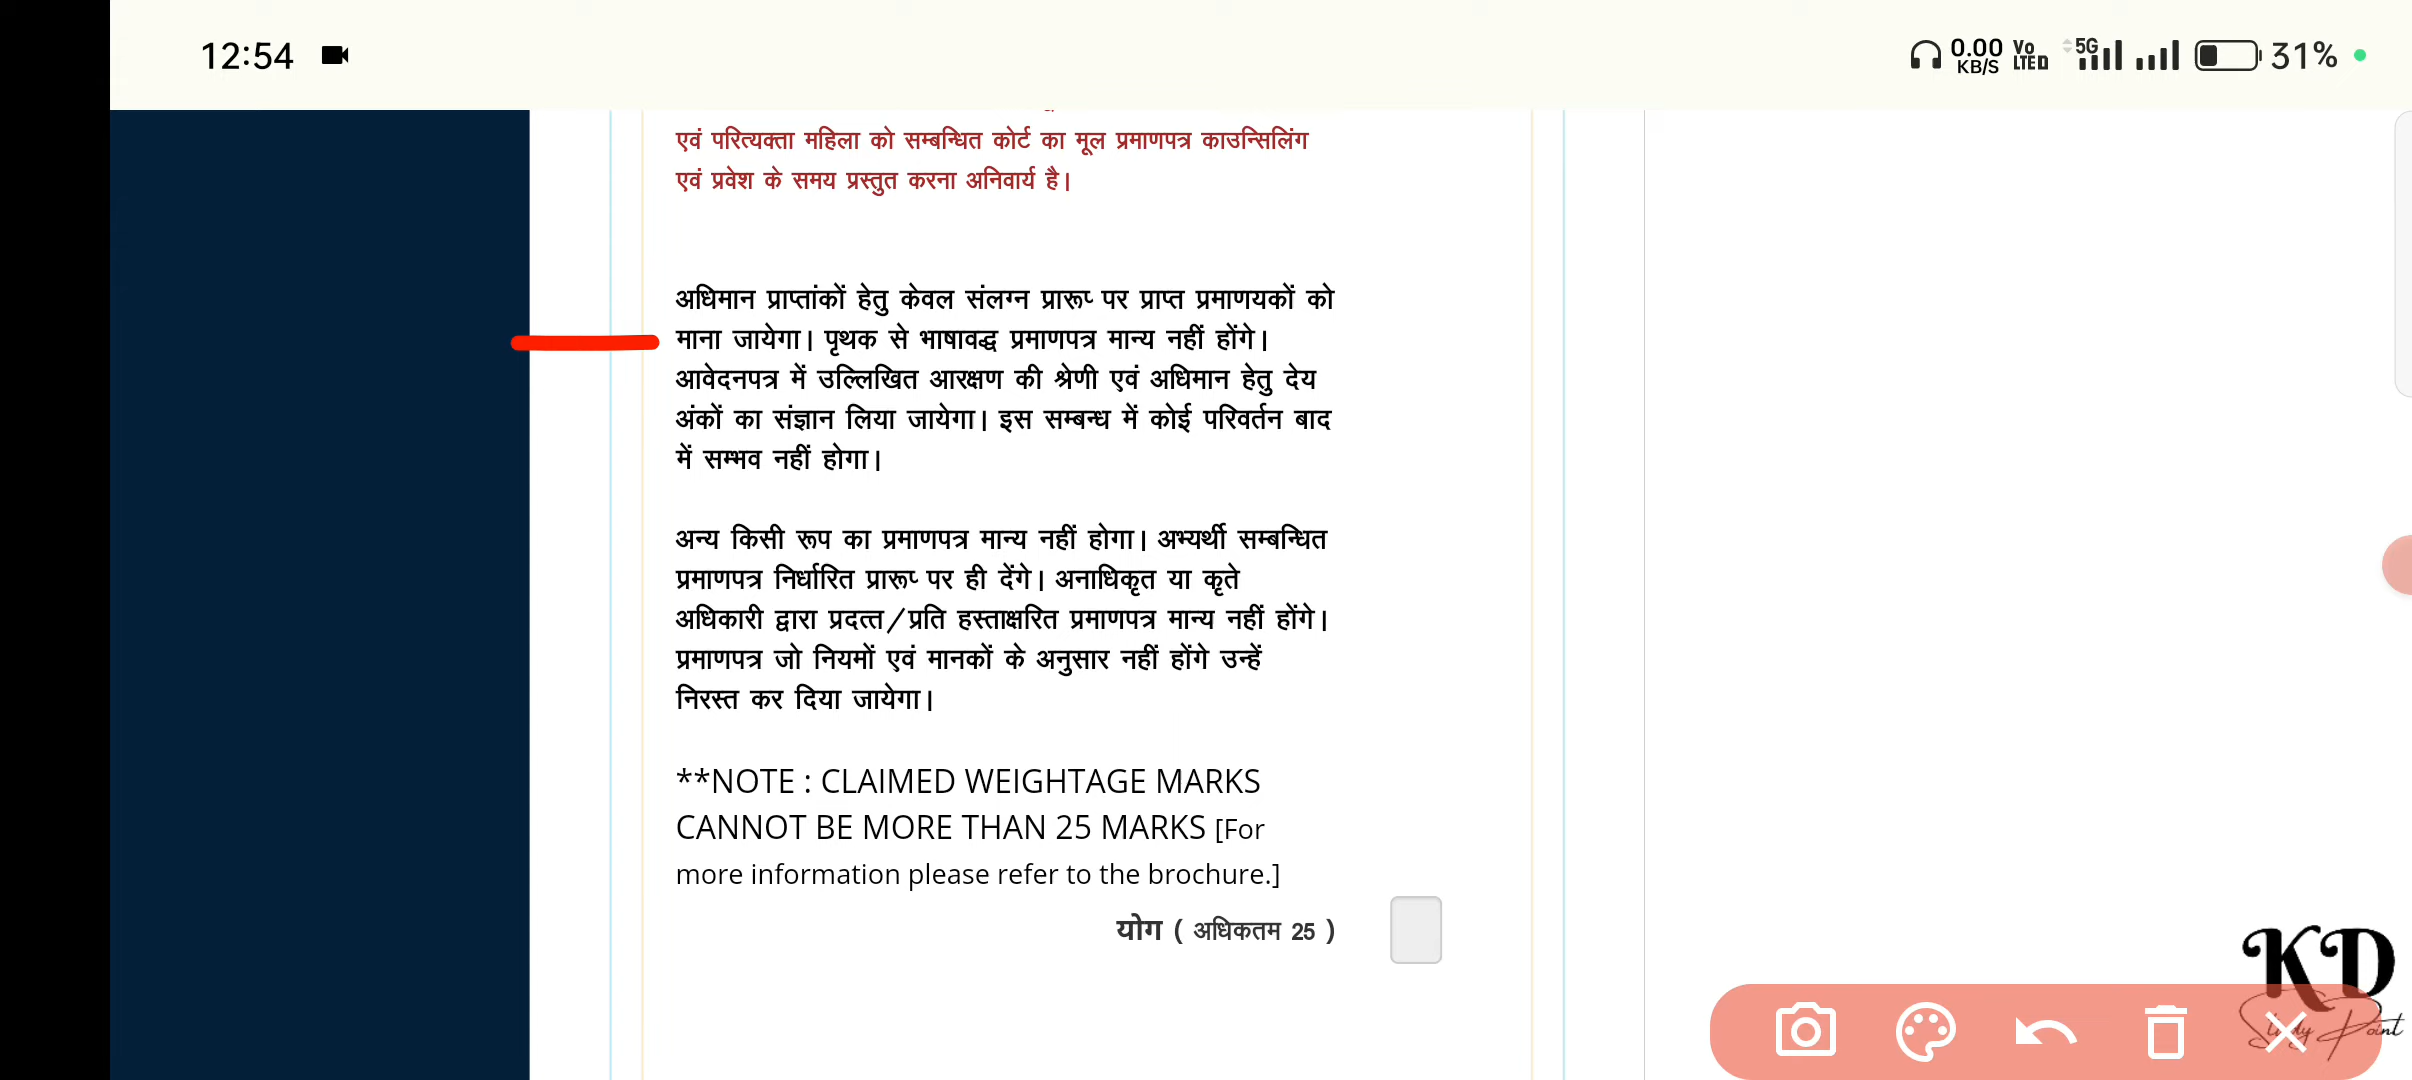 12:54
0.00 KB/S Vo LTE D 5G 31%
एवं परित्यक्ता महिला को सम्बन्धित कोर्ट का मूल प्रमाणपत्र काउन्सिलिंग
एवं प्रवेश के समय प्रस्तुत करना अनिवार्य है।
अधिमान प्राप्तांकों हेतु केवल संलग्न प्रारूप पर प्राप्त प्रमाणयकों को
माना जायेगा। पृथक से भाषावद्ध प्रमाणपत्र मान्य नहीं होंगे।
आवेदनपत्र में उल्लिखित आरक्षण की श्रेणी एवं अधिमान हेतु देय
अंकों का संज्ञान लिया जायेगा। इस सम्बन्ध में कोई परिवर्तन बाद
में सम्भव नहीं होगा।
अन्य किसी रूप का प्रमाणपत्र मान्य नहीं होगा। अभ्यर्थी सम्बन्धित
प्रमाणपत्र निर्धारित प्रारूप पर ही देंगे। अनाधिकृत या कृते
अधिकारी द्वारा प्रदत्त/प्रति हस्ताक्षरित प्रमाणपत्र मान्य नहीं होंगे।
प्रमाणपत्र जो नियमों एवं मानकों के अनुसार नहीं होंगे उन्हें
निरस्त कर दिया जायेगा।
**NOTE : CLAIMED WEIGHTAGE MARKS
CANNOT BE MORE THAN 25 MARKS [For
more information please refer to the brochure.]
योग ( अधिकतम 25 )
KD
Study Point